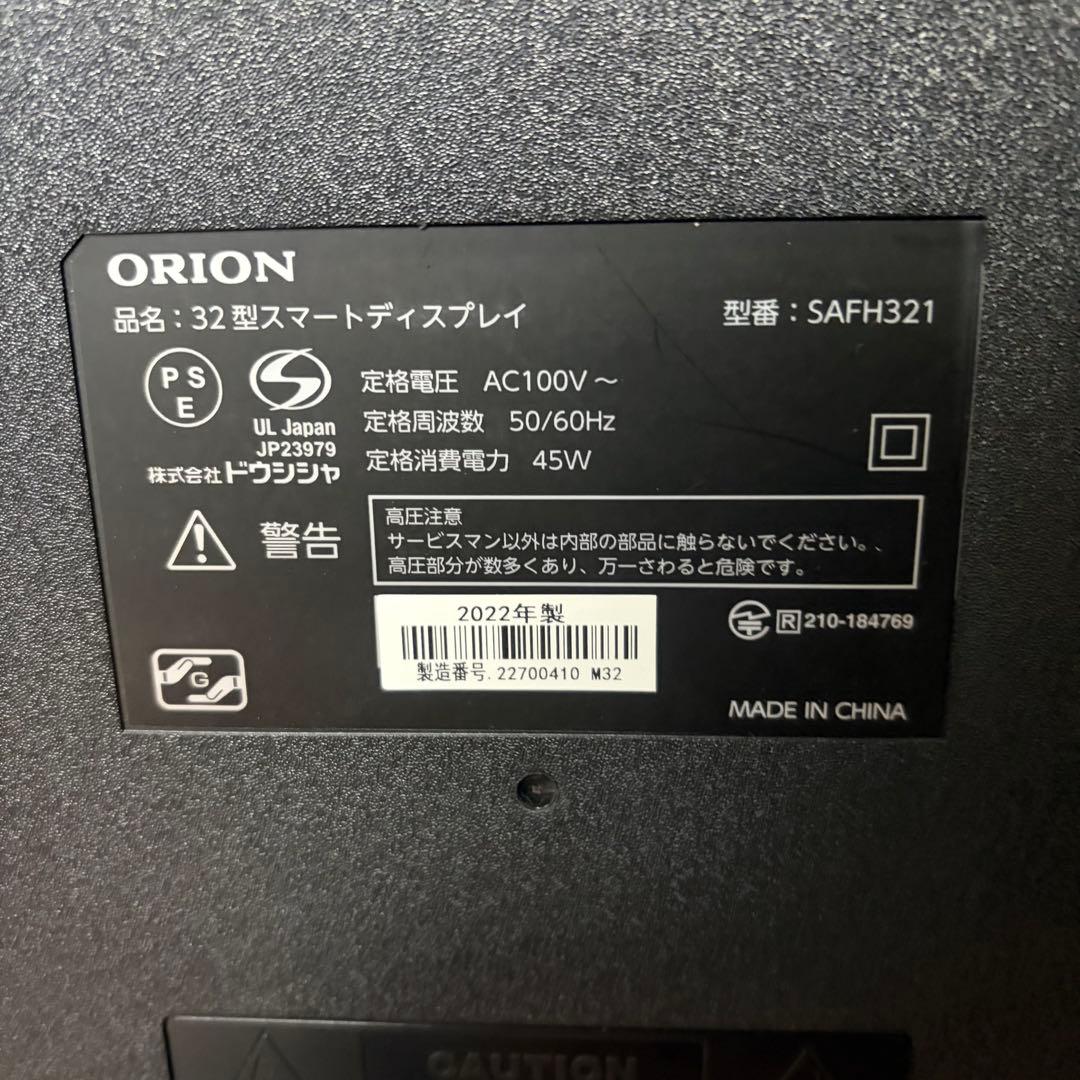 ORION
品名：32型スマートディスプレイ
型番：SAFH321
PS
E
UL Japan
JP23979
株式会社ドウシシャ
定格電圧 AC100V～
定格周波数 50/60Hz
定格消費電力 45W
警告
高圧注意
サービスマン以外は内部の部品に触らないでください。、
高圧部分が数多くあり、万一さわると危険です。
2022年製
製造番号.22700410 M32
R 210-184769
G
MADE IN CHINA
CAUTION